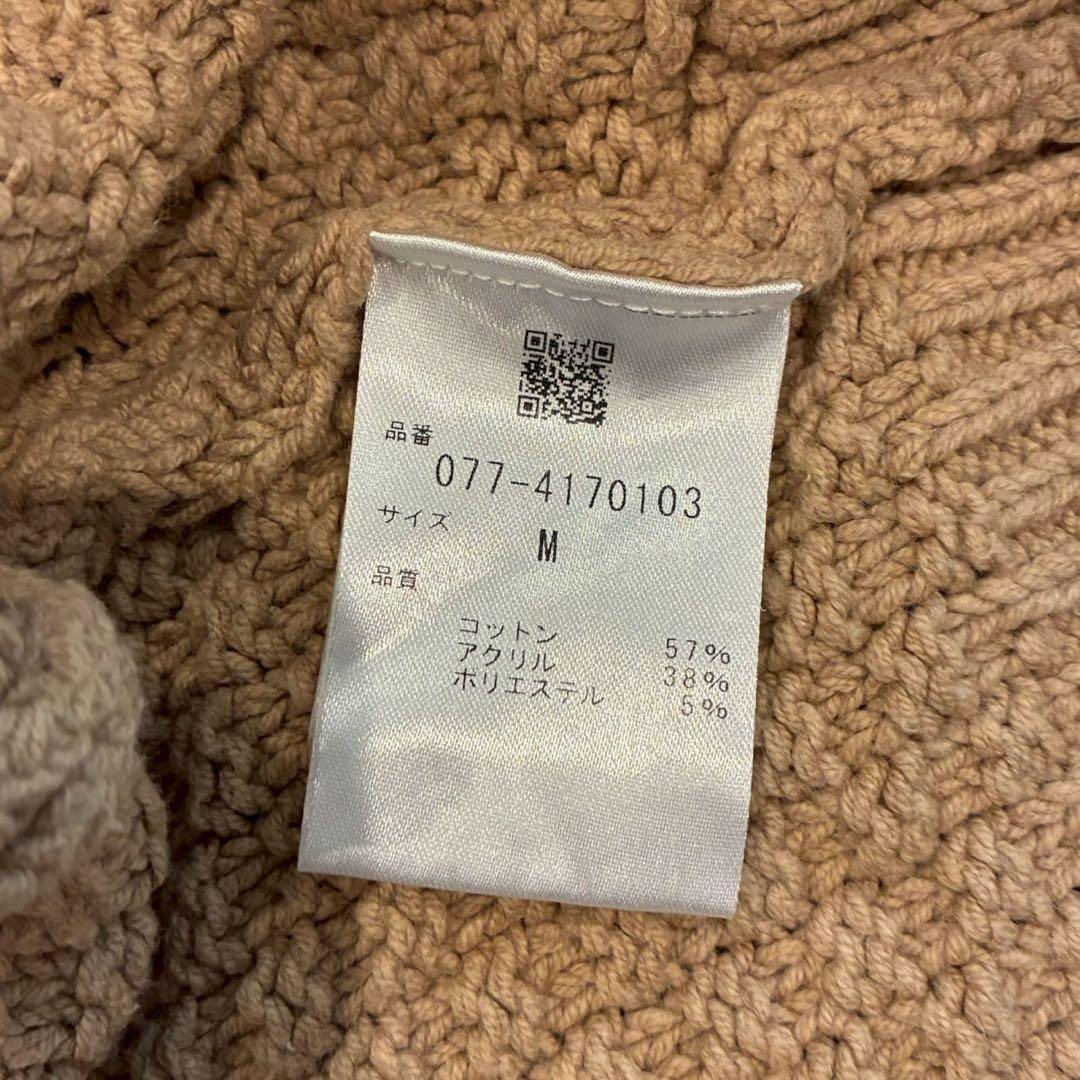 品番
077-4170103
サイズ
M
品質
コットン 57%
アクリル 38%
ポリエステル 5%